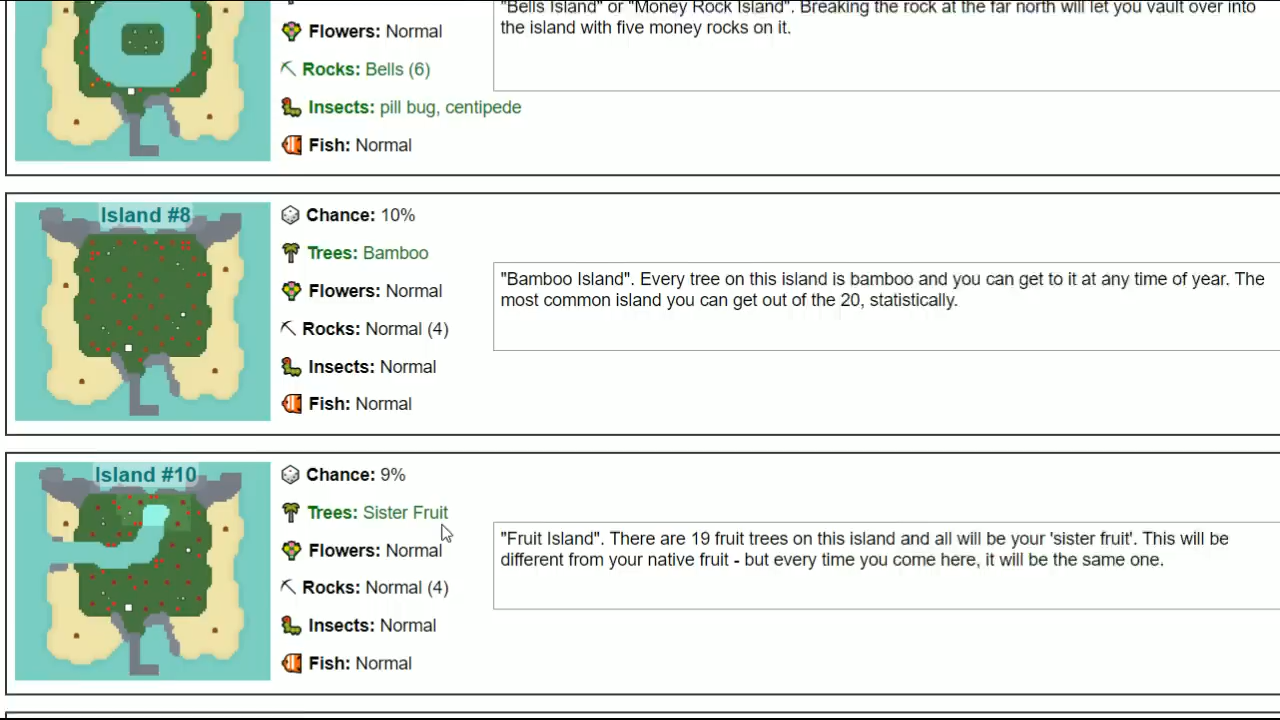 "Bells Island" or "Money Rock Island". Breaking the rock at the far north will let you vault over into
the island with five money rocks on it.
Flowers: Normal
Rocks: Bells (6)
Insects: pill bug, centipede
Fish: Normal
Island #8
Chance: 10%
Trees: Bamboo
Flowers: Normal
Rocks: Normal (4)
Insects: Normal
Fish: Normal
"Bamboo Island". Every tree on this island is bamboo and you can get to it at any time of year. The
most common island you can get out of the 20, statistically.
Island #10
Chance: 9%
Trees: Sister Fruit
Flowers: Normal
Rocks: Normal (4)
Insects: Normal
Fish: Normal
"Fruit Island". There are 19 fruit trees on this island and all will be your 'sister fruit'. This will be
different from your native fruit - but every time you come here, it will be the same one.